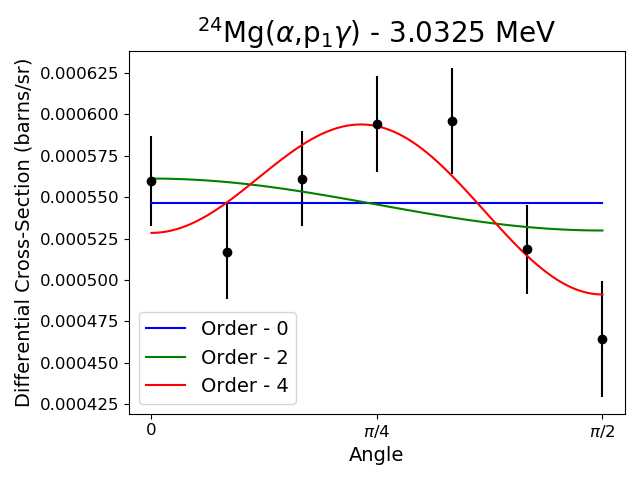 ²⁴Mg(α,p₁γ) - 3.0325 MeV
Differential Cross-Section (barns/sr)
0.000625
0.000600
0.000575
0.000550
0.000525
0.000500
0.000475
0.000450
0.000425
Order - 0
Order - 2
Order - 4
0
π/4
π/2
Angle